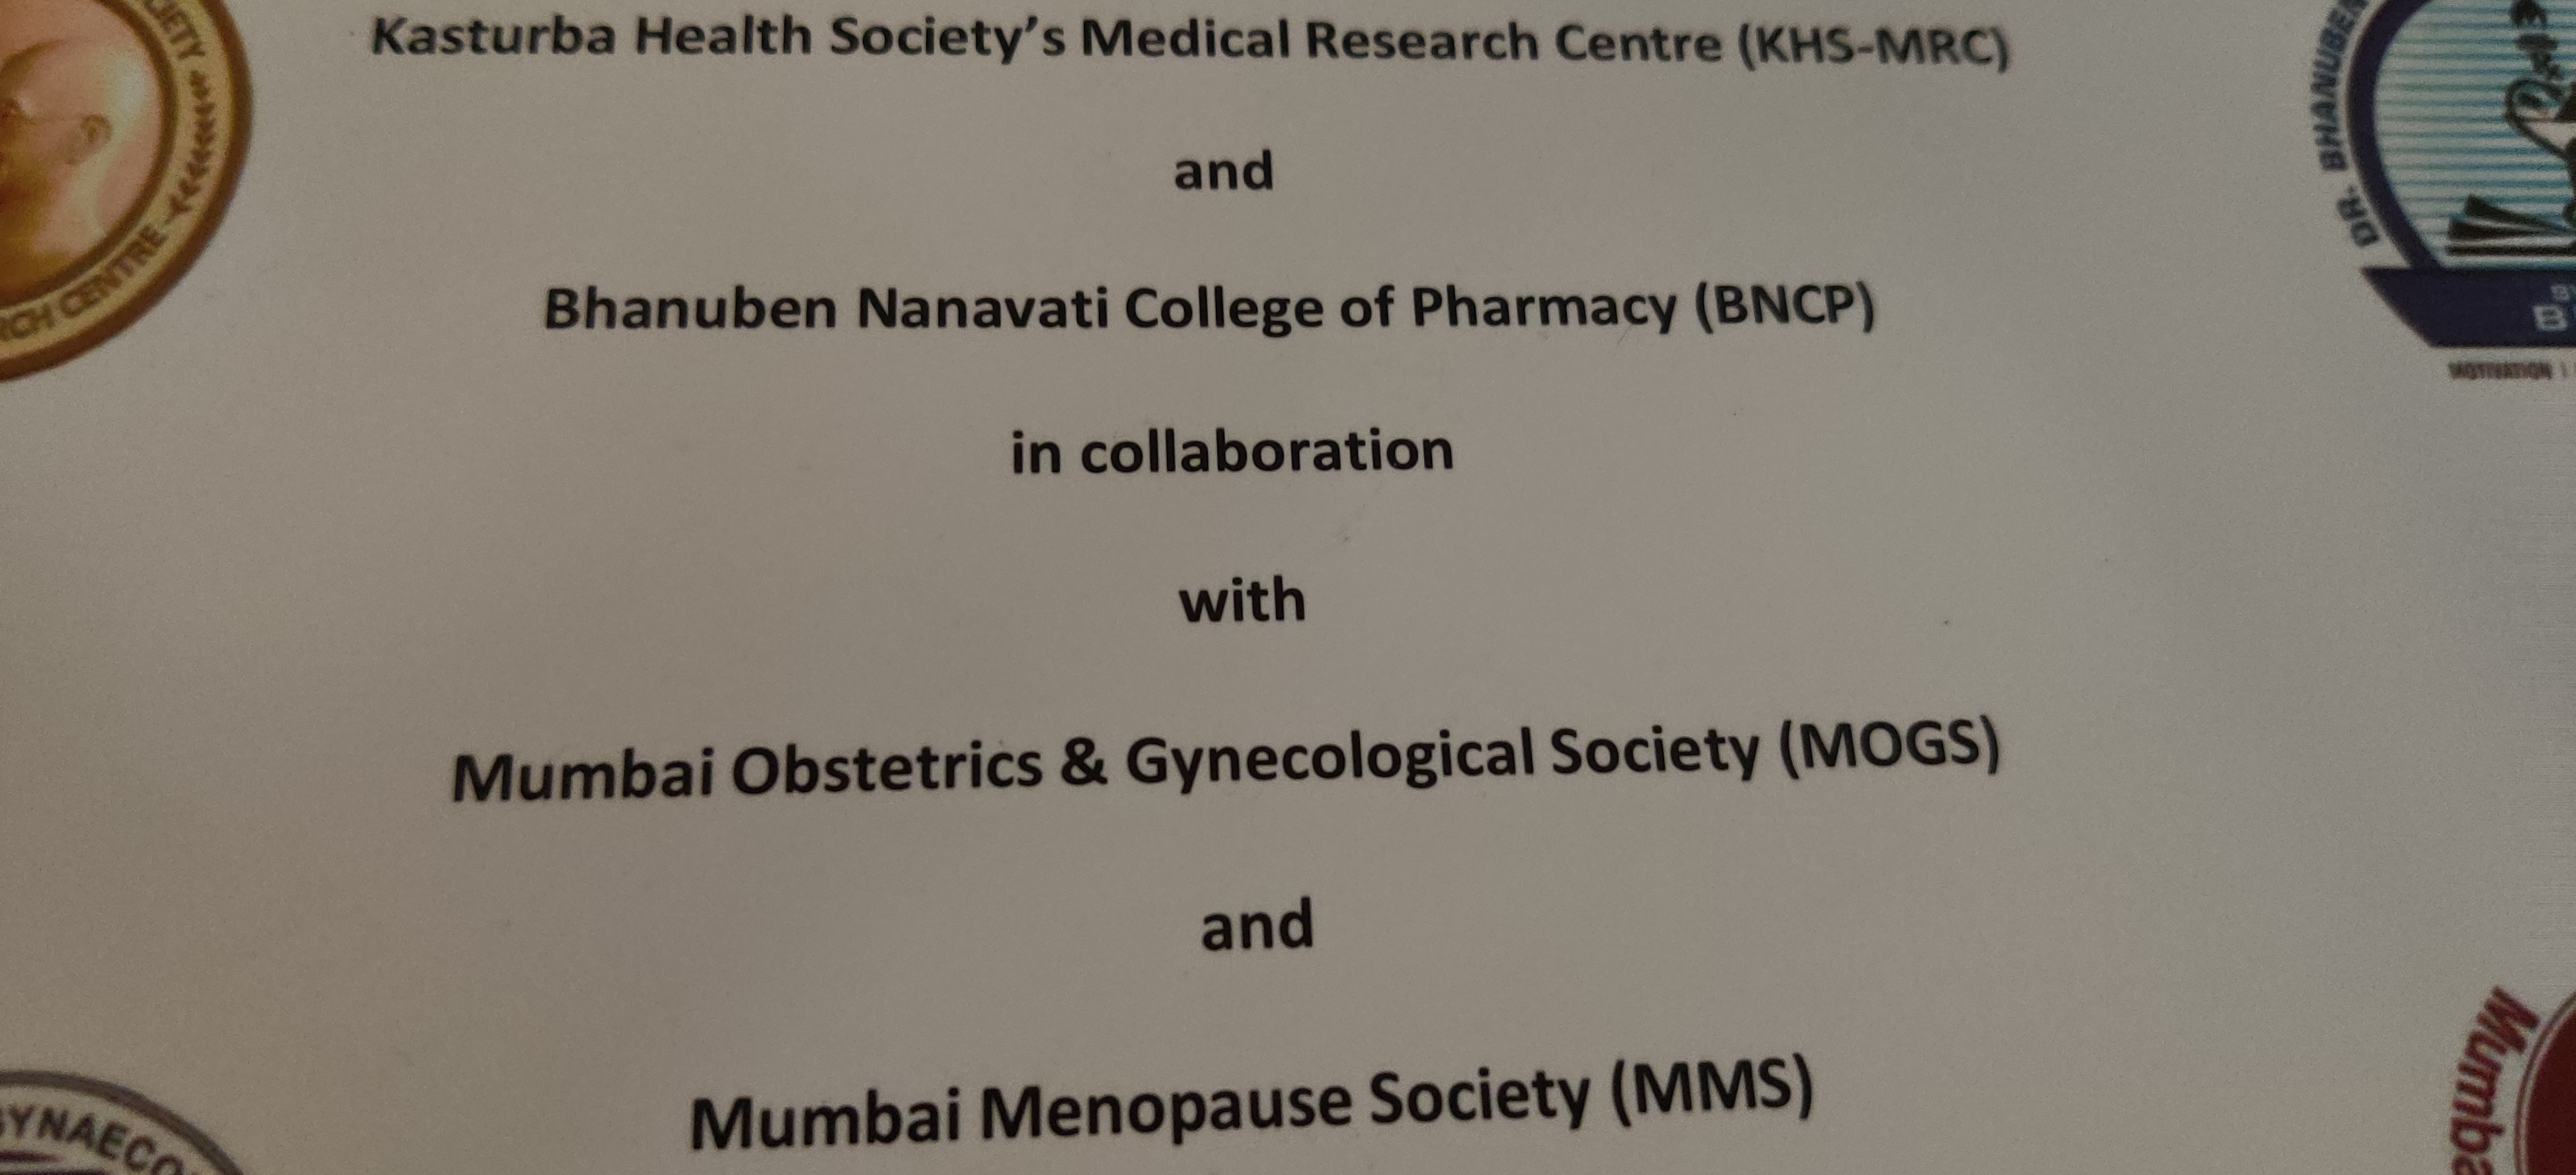 RCH CENTRE
Kasturba Health Society's Medical Research Centre (KHS-MRC)
DR. BHANUBEN
and
Bhanuben Nanavati College of Pharmacy (BNCP)
MOTIVATION
in collaboration
with
Mumbai Obstetrics & Gynecological Society (MOGS)
and
YNAECO
Mumbai Menopause Society (MMS)
Mumba